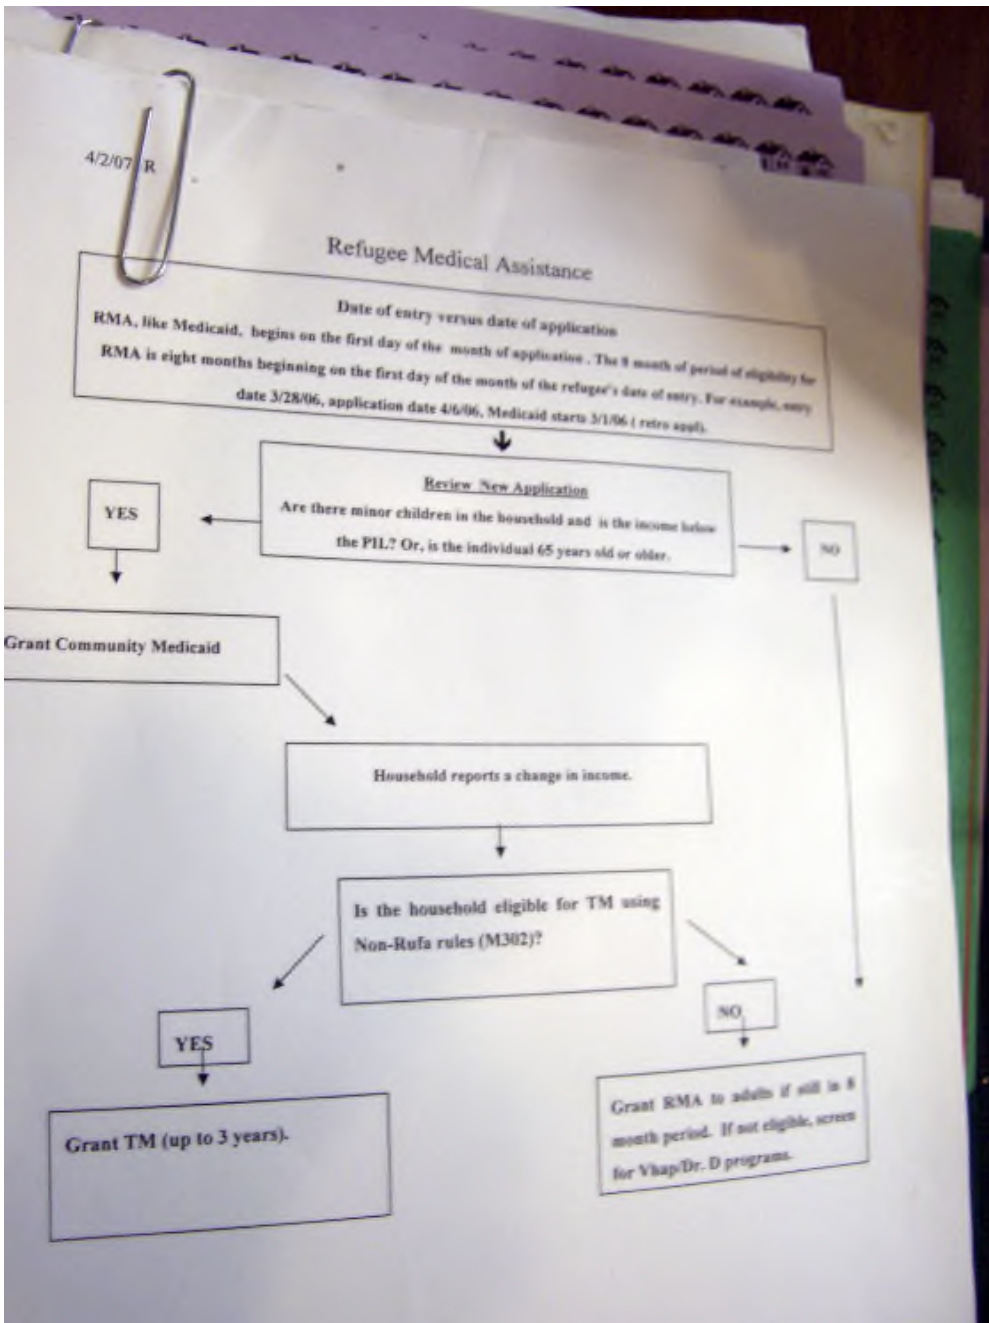 4/2/07 R
Refugee Medical Assistance
Date of entry versus date of application
RMA, like Medicaid, begins on the first day of the month of application . The 8 month of period of eligibility for
RMA is eight months beginning on the first day of the month of the refugee's date of entry. For example, entry
date 3/28/06, application date 4/6/06, Medicaid starts 3/1/06 ( retro appl).
Review New Application
Are there minor children in the household and is the income below
the PIL? Or, is the individual 65 years old or older.
YES
NO
Grant Community Medicaid
Household reports a change in income.
Is the household eligible for TM using
Non-Rufa rules (M302)?
YES
NO
Grant TM (up to 3 years).
Grant RMA to adults if still in 8
month period. If not eligible, screen
for Vhap/Dr. D programs.